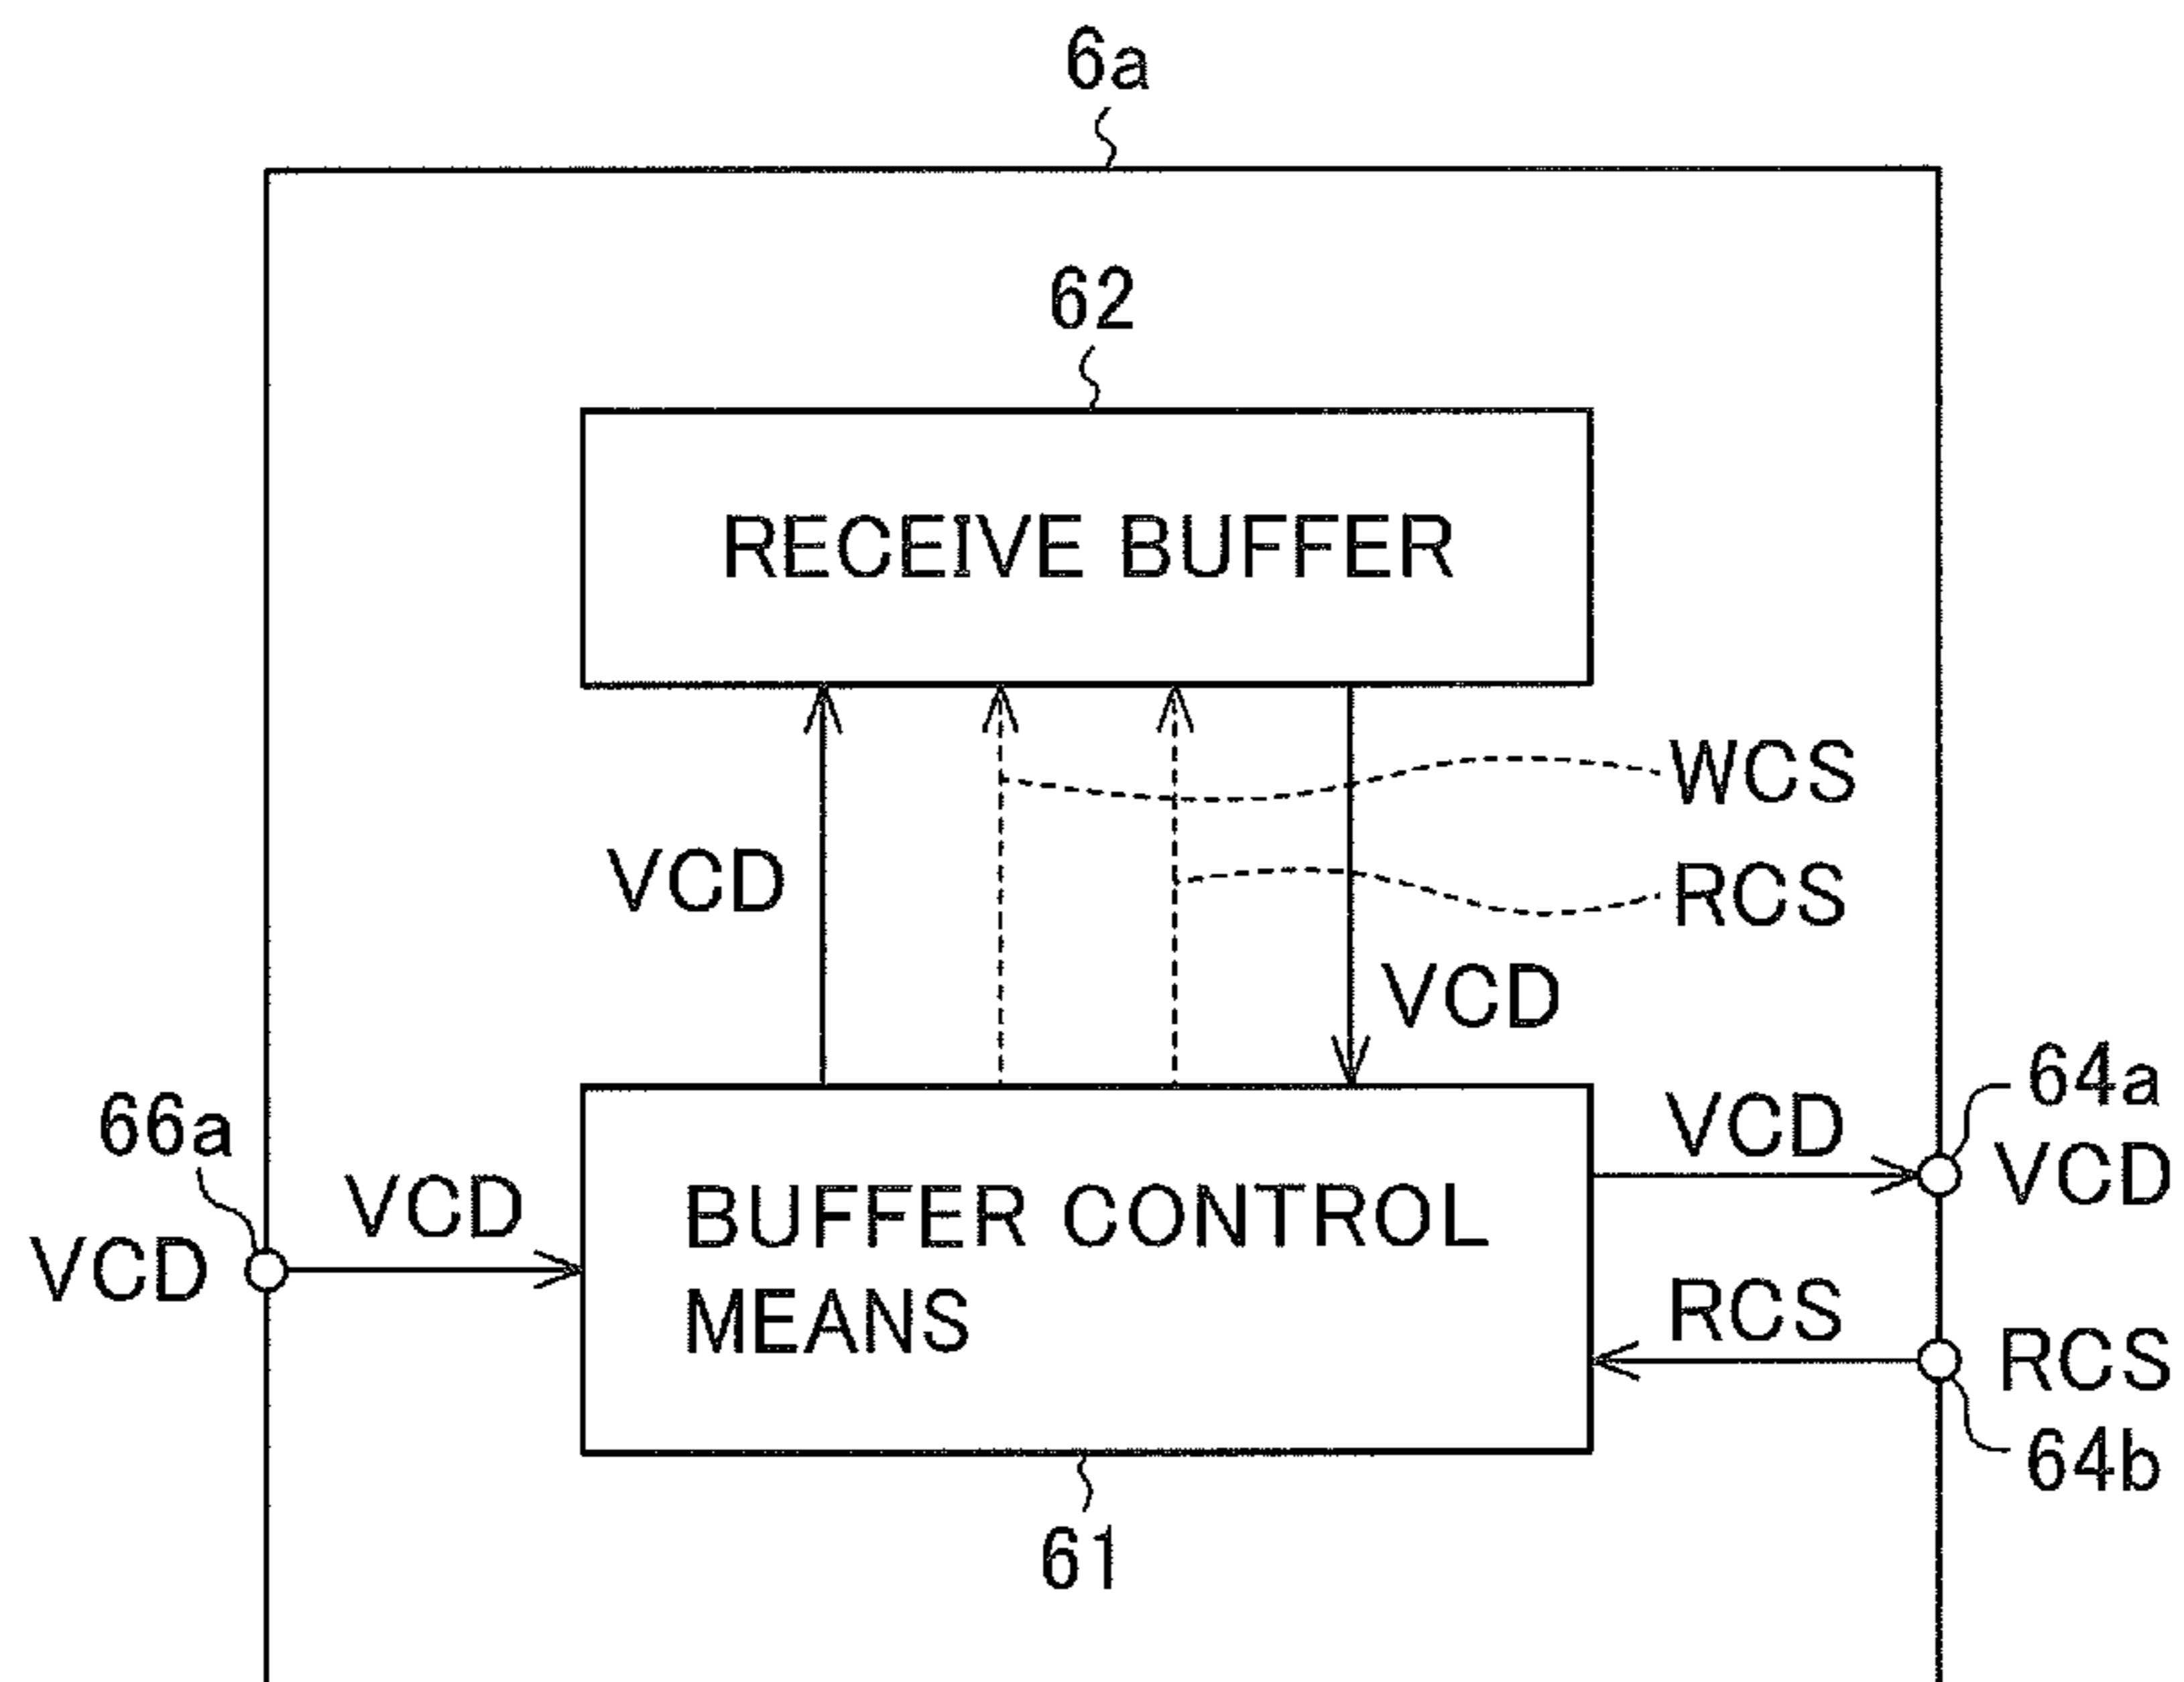 6a
62
RECEIVE BUFFER
WCS
VCD
RCS
VCD
64a
66a
VCD
VCD
VCD
VCD
BUFFER CONTROL
MEANS
VCD
RCS
RCS
64b
61